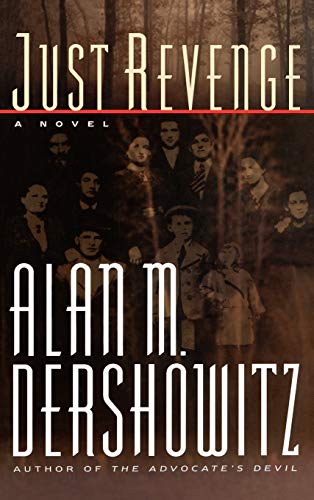 JUST REVENGE
A NOVEL
ALAN M.
DERSHOWITZ
AUTHOR OF THE ADVOCATE'S DEVIL